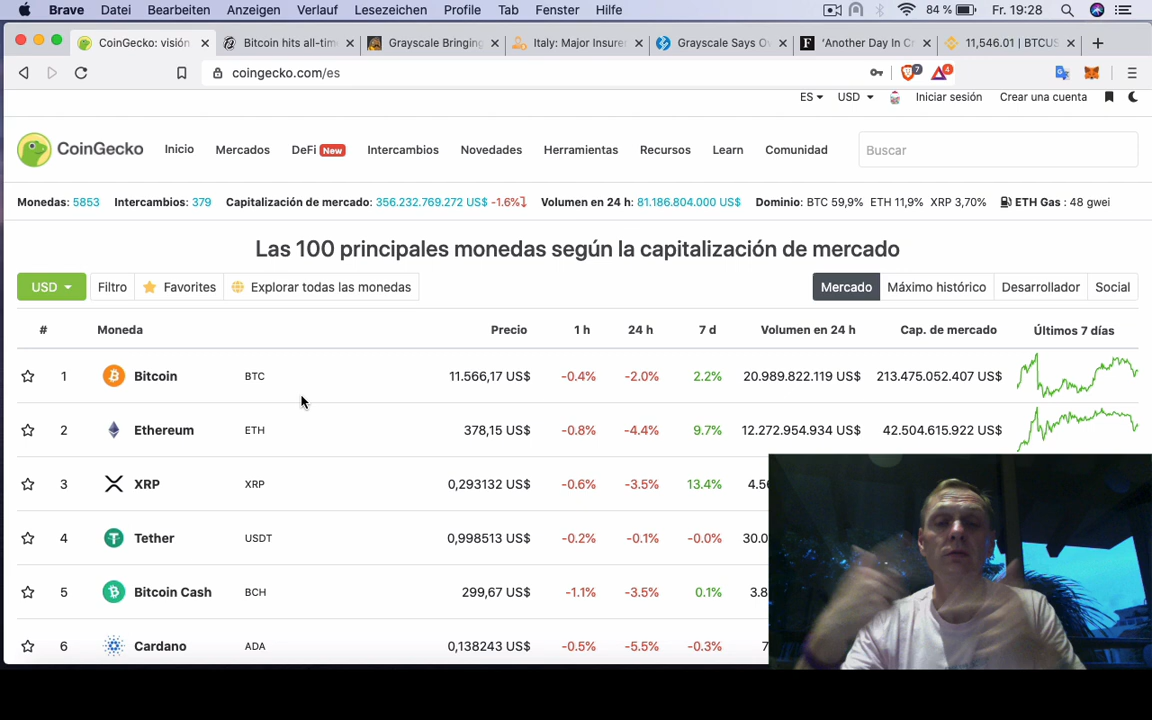 Brave Datei Bearbeiten Anzeigen Verlauf Lesezeichen Profile Tab Fenster Hilfe 84 % Fr. 19:28
CoinGecko: visión Bitcoin hits all-tim Grayscale Bringing Italy: Major Insurer Grayscale Says O 'Another Day In Cr 11,546.01 | BTCUS
coingecko.com/es 7 4
ES USD Iniciar sesión Crear una cuenta
CoinGecko Inicio Mercados DeFi New Intercambios Novedades Herramientas Recursos Learn Comunidad Buscar
Monedas: 5853 Intercambios: 379 Capitalización de mercado: 356.232.769.272 US$ -1.6% Volumen en 24 h: 81.186.804.000 US$ Dominio: BTC 59,9% ETH 11,9% XRP 3,70% ETH Gas : 48 gwei
Las 100 principales monedas según la capitalización de mercado
USD Filtro Favorites Explorar todas las monedas Mercado Máximo histórico Desarrollador Social
# Moneda Precio 1 h 24 h 7 d Volumen en 24 h Cap. de mercado Últimos 7 días
1 Bitcoin BTC 11.566,17 US$ -0.4% -2.0% 2.2% 20.989.822.119 US$ 213.475.052.407 US$
2 Ethereum ETH 378,15 US$ -0.8% -4.4% 9.7% 12.272.954.934 US$ 42.504.615.922 US$
3 XRP XRP 0,293132 US$ -0.6% -3.5% 13.4% 4.5
4 Tether USDT 0,998513 US$ -0.2% -0.1% -0.0% 30.0
5 Bitcoin Cash BCH 299,67 US$ -1.1% -3.5% 0.1% 3.8
6 Cardano ADA 0,138243 US$ -0.5% -5.5% -0.3% 7